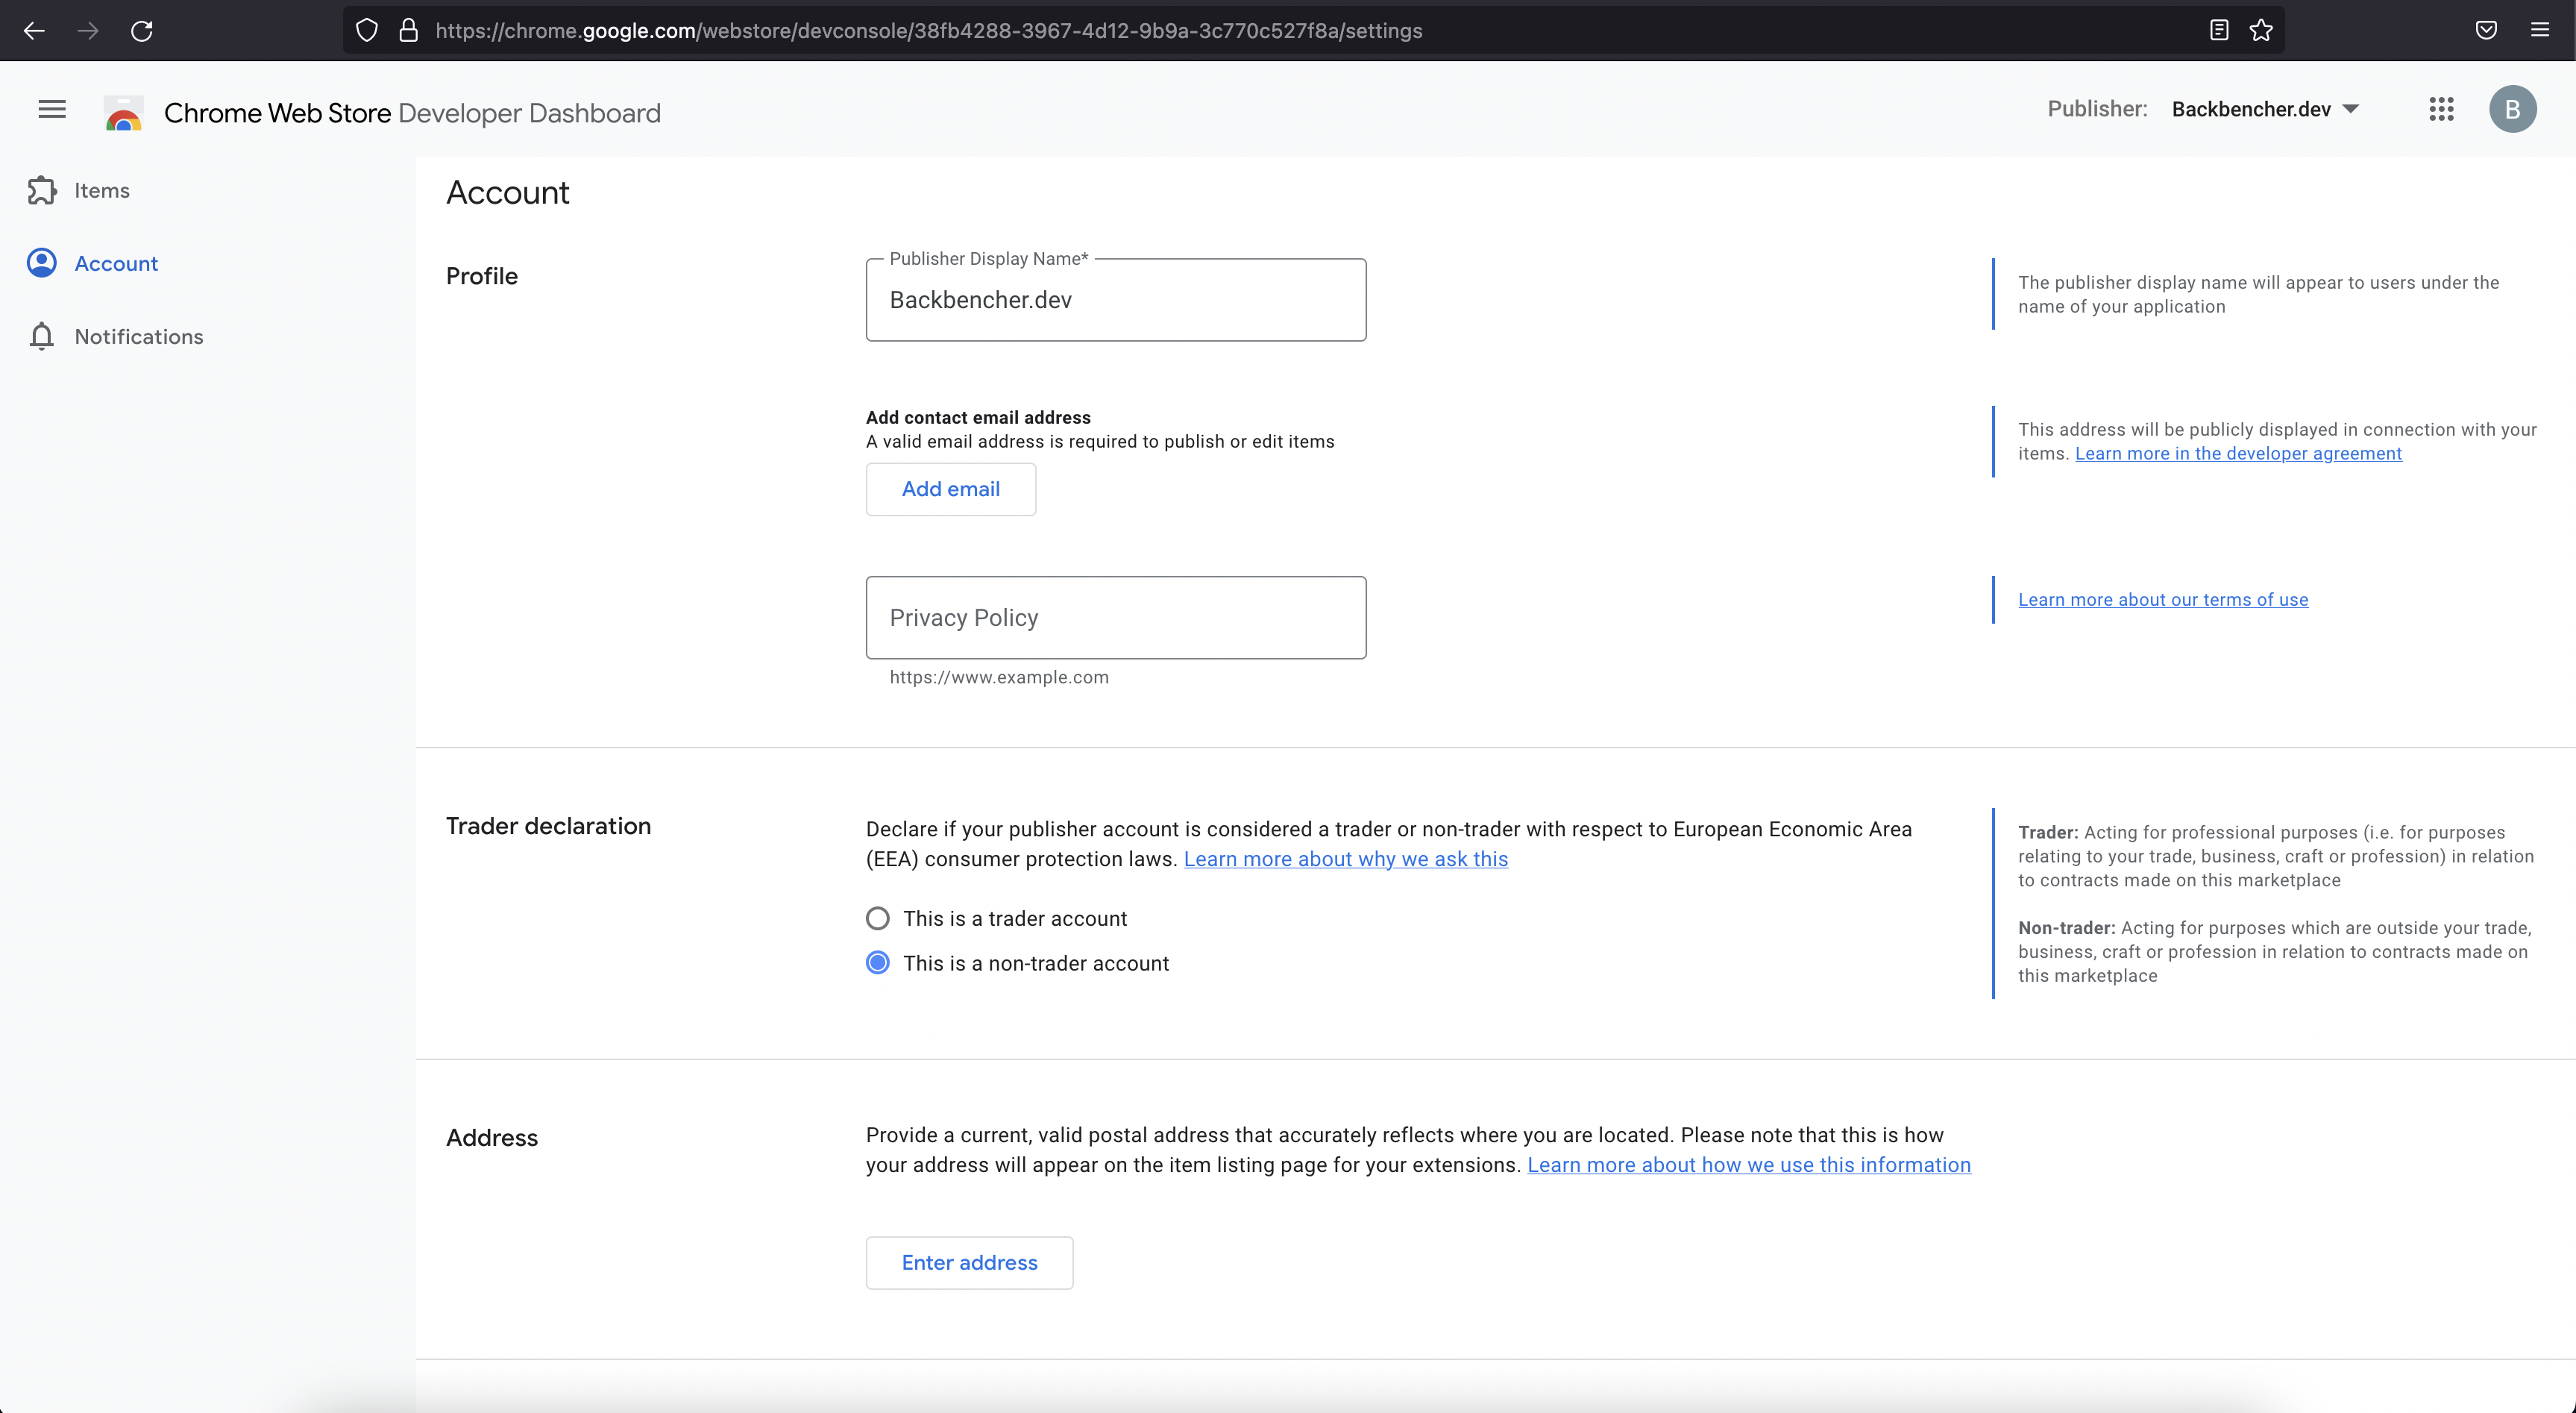 https://chrome.google.com/webstore/devconsole/38fb4288-3967-4d12-9b9a-3c770c527f8a/settings
Chrome Web Store Developer Dashboard
Publisher: Backbencher.dev
B
Items
Account
Notifications
Account
Profile
Publisher Display Name*
Backbencher.dev
The publisher display name will appear to users under the
name of your application
Add contact email address
A valid email address is required to publish or edit items
Add email
This address will be publicly displayed in connection with your
items. Learn more in the developer agreement
Privacy Policy
https://www.example.com
Learn more about our terms of use
Trader declaration
Declare if your publisher account is considered a trader or non-trader with respect to European Economic Area
(EEA) consumer protection laws. Learn more about why we ask this
This is a trader account
This is a non-trader account
Trader: Acting for professional purposes (i.e. for purposes
relating to your trade, business, craft or profession) in relation
to contracts made on this marketplace
Non-trader: Acting for purposes which are outside your trade,
business, craft or profession in relation to contracts made on
this marketplace
Address
Provide a current, valid postal address that accurately reflects where you are located. Please note that this is how
your address will appear on the item listing page for your extensions. Learn more about how we use this information
Enter address